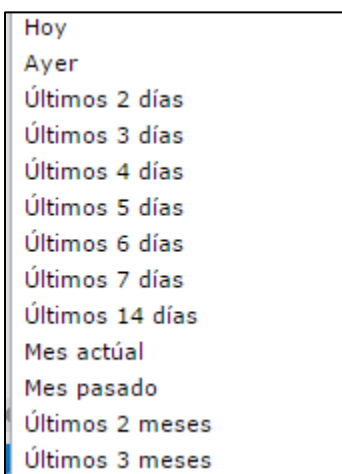 Hoy
Ayer
Últimos 2 días
Últimos 3 días
Últimos 4 días
Últimos 5 días
Últimos 6 días
Últimos 7 días
Últimos 14 días
Mes actúal
Mes pasado
Últimos 2 meses
Últimos 3 meses